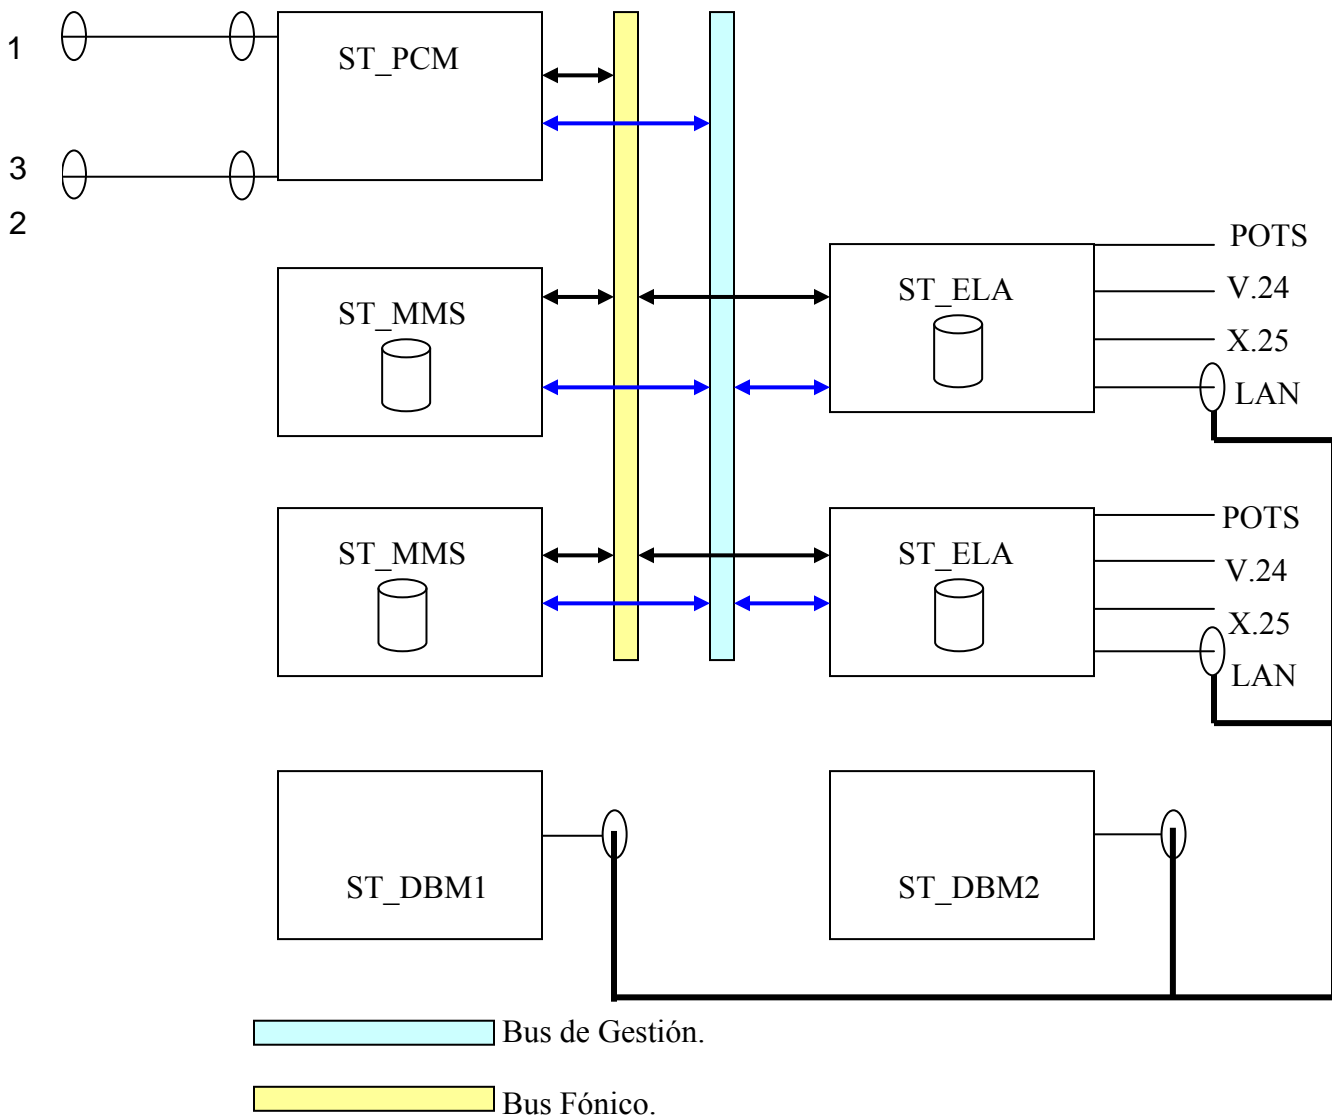 1
ST_PCM
3
2
POTS
ST_MMS
ST_ELA
V.24
X.25
LAN
POTS
ST_MMS
ST_ELA
V.24
X.25
LAN
ST_DBM1
ST_DBM2
Bus de Gestión.
Bus Fónico.